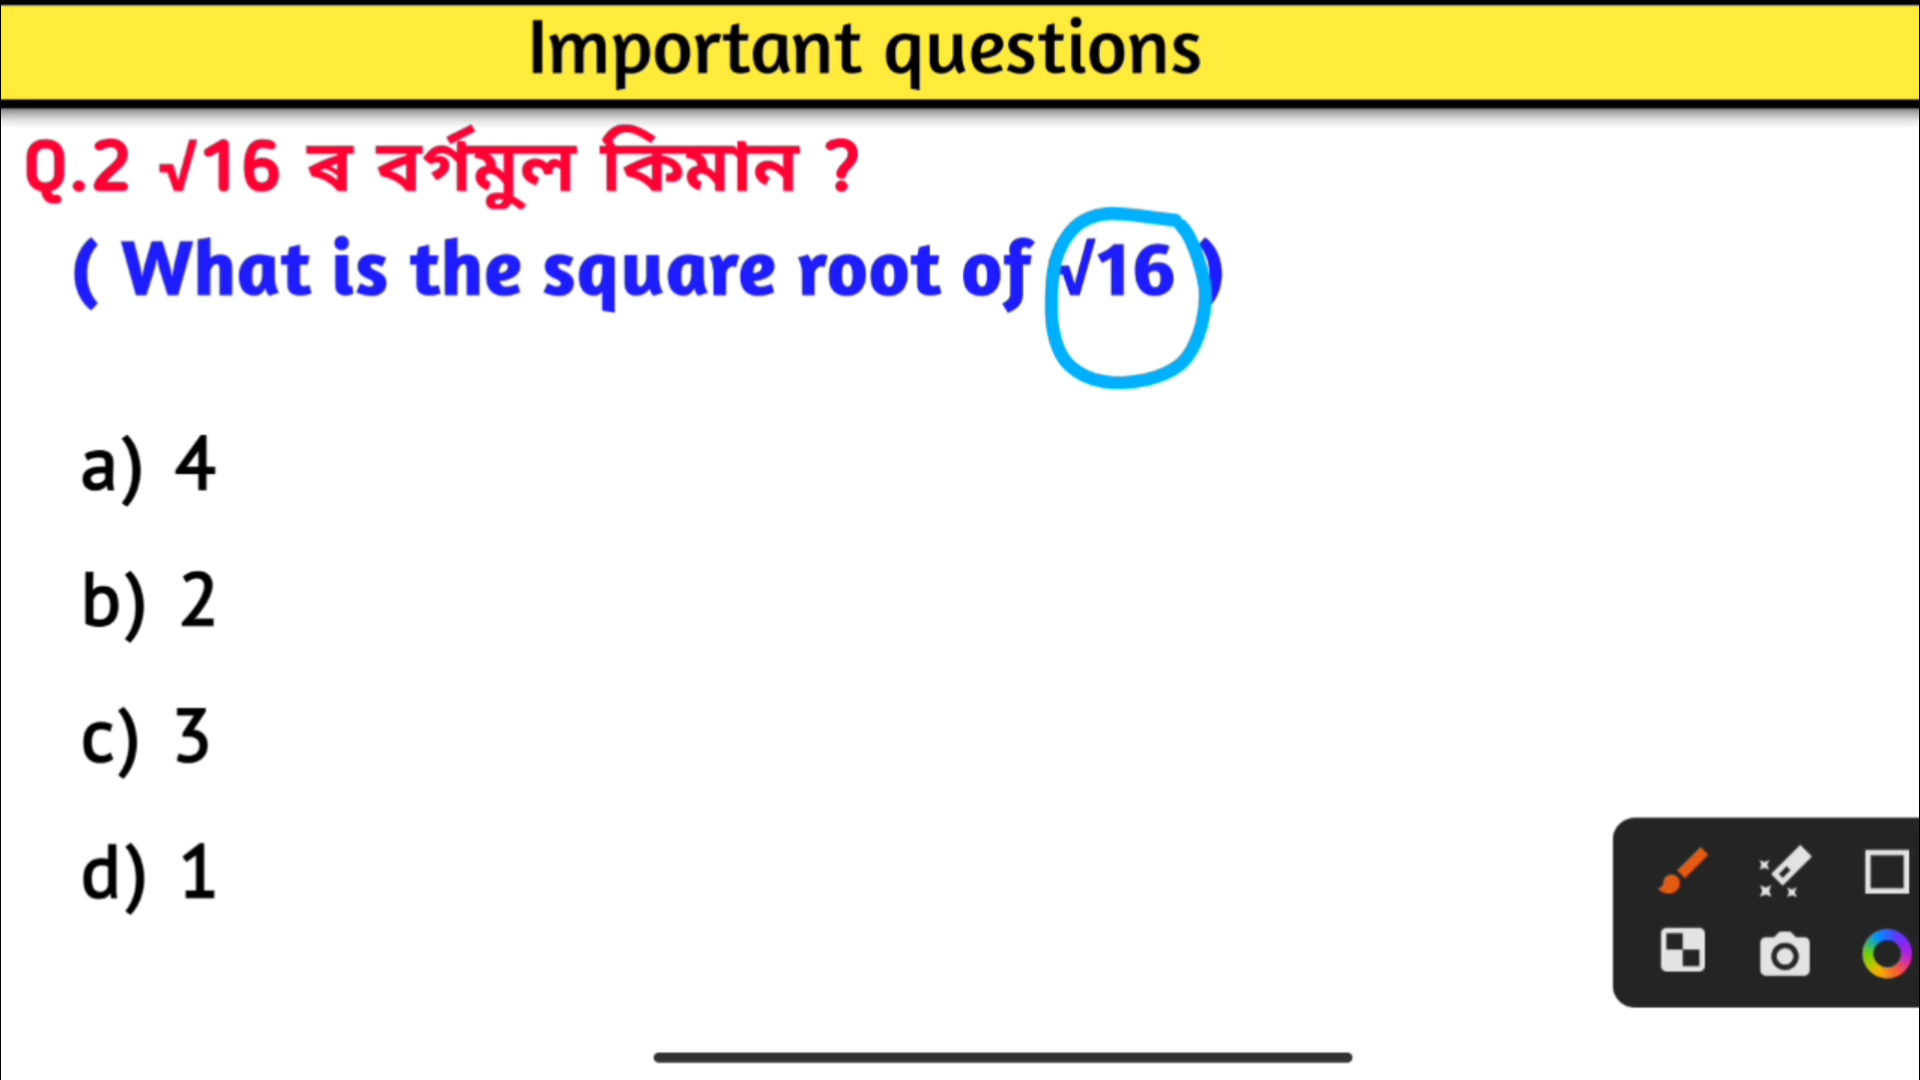 Important questions
Q.2 √16 ৰ বৰ্গমুল কিমান ?
( What is the square root of √16 )
a) 4
b) 2
c) 3
d) 1